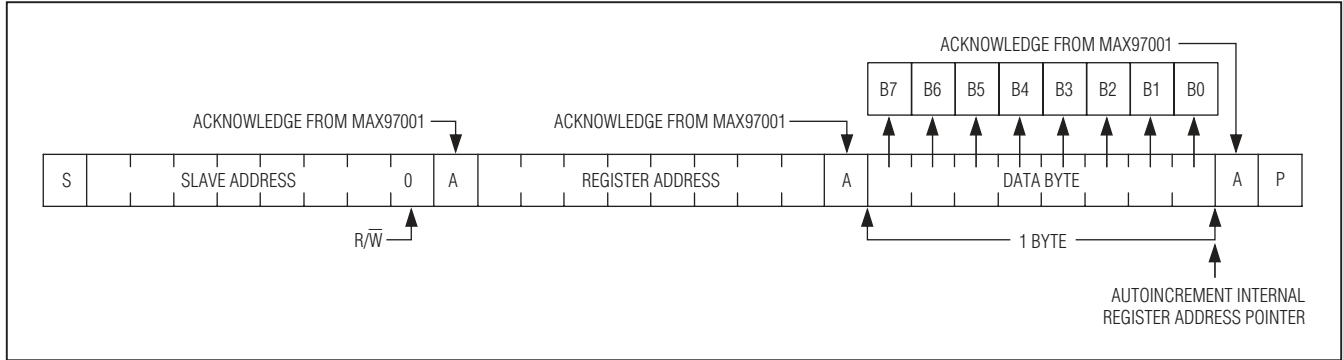 ACKNOWLEDGE FROM MAX97001
B7 B6 B5 B4 B3 B2 B1 B0
ACKNOWLEDGE FROM MAX97001
ACKNOWLEDGE FROM MAX97001
S SLAVE ADDRESS 0 A REGISTER ADDRESS A DATA BYTE A P
R/W̅
1 BYTE
AUTOINCREMENT INTERNAL
REGISTER ADDRESS POINTER